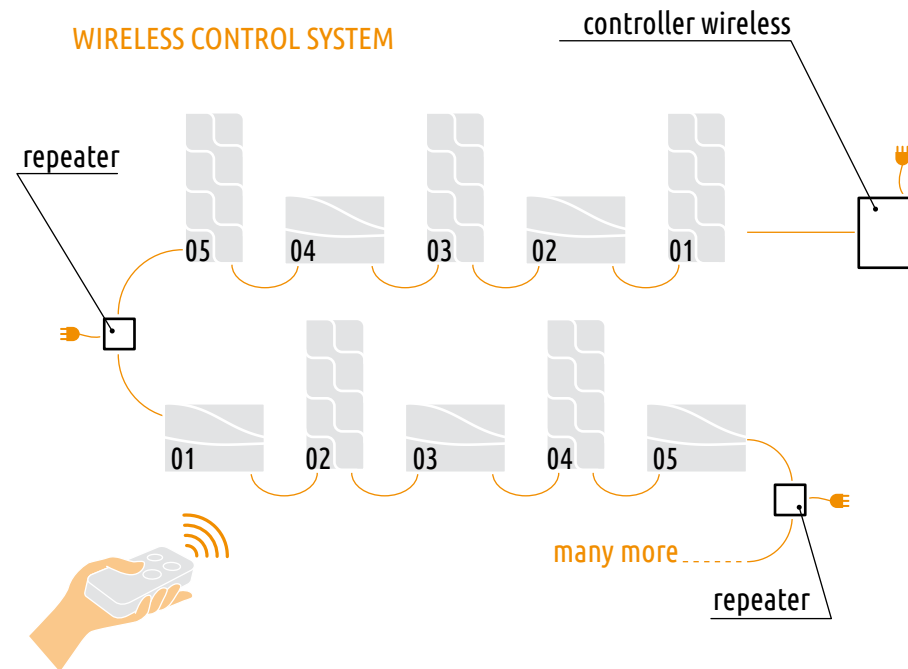 WIRELESS CONTROL SYSTEM
controller wireless
repeater
05
04
03
02
01
01
02
03
04
05
many more
repeater